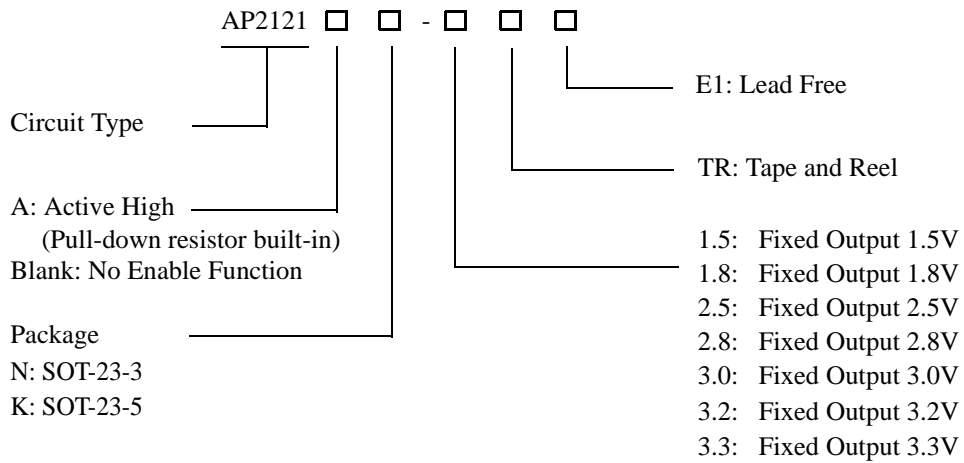 AP2121 -
E1: Lead Free
Circuit Type
TR: Tape and Reel
A: Active High
(Pull-down resistor built-in)
Blank: No Enable Function
1.5: Fixed Output 1.5V
1.8: Fixed Output 1.8V
2.5: Fixed Output 2.5V
2.8: Fixed Output 2.8V
3.0: Fixed Output 3.0V
3.2: Fixed Output 3.2V
3.3: Fixed Output 3.3V
Package
N: SOT-23-3
K: SOT-23-5